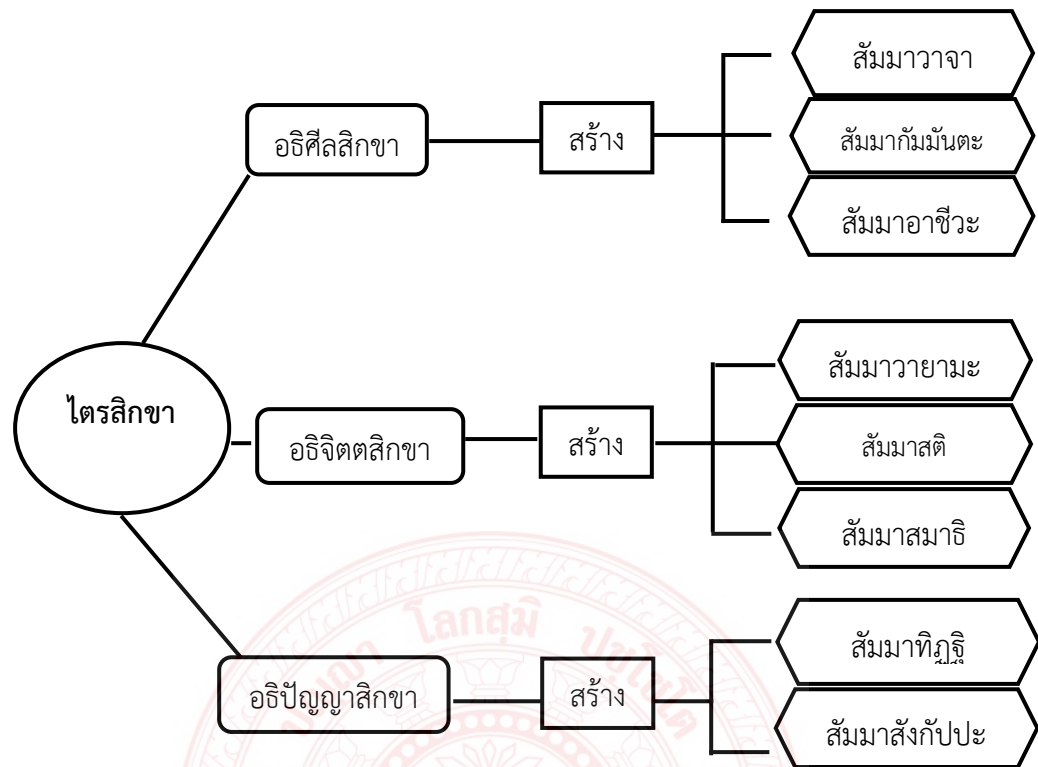 สัมมาวาจา
อธิศีลสิกขา
สร้าง
สัมมากัมมันตะ
สัมมาอาชีวะ
สัมมาวายามะ
ไตรสิกขา
อธิจิตตสิกขา
สร้าง
สัมมาสติ
สัมมาสมาธิ
โลกสฺมิ
สัมมาทิฏฐิ
อธิปัญญาสิกขา
สร้าง
สัมมาสังกัปปะ